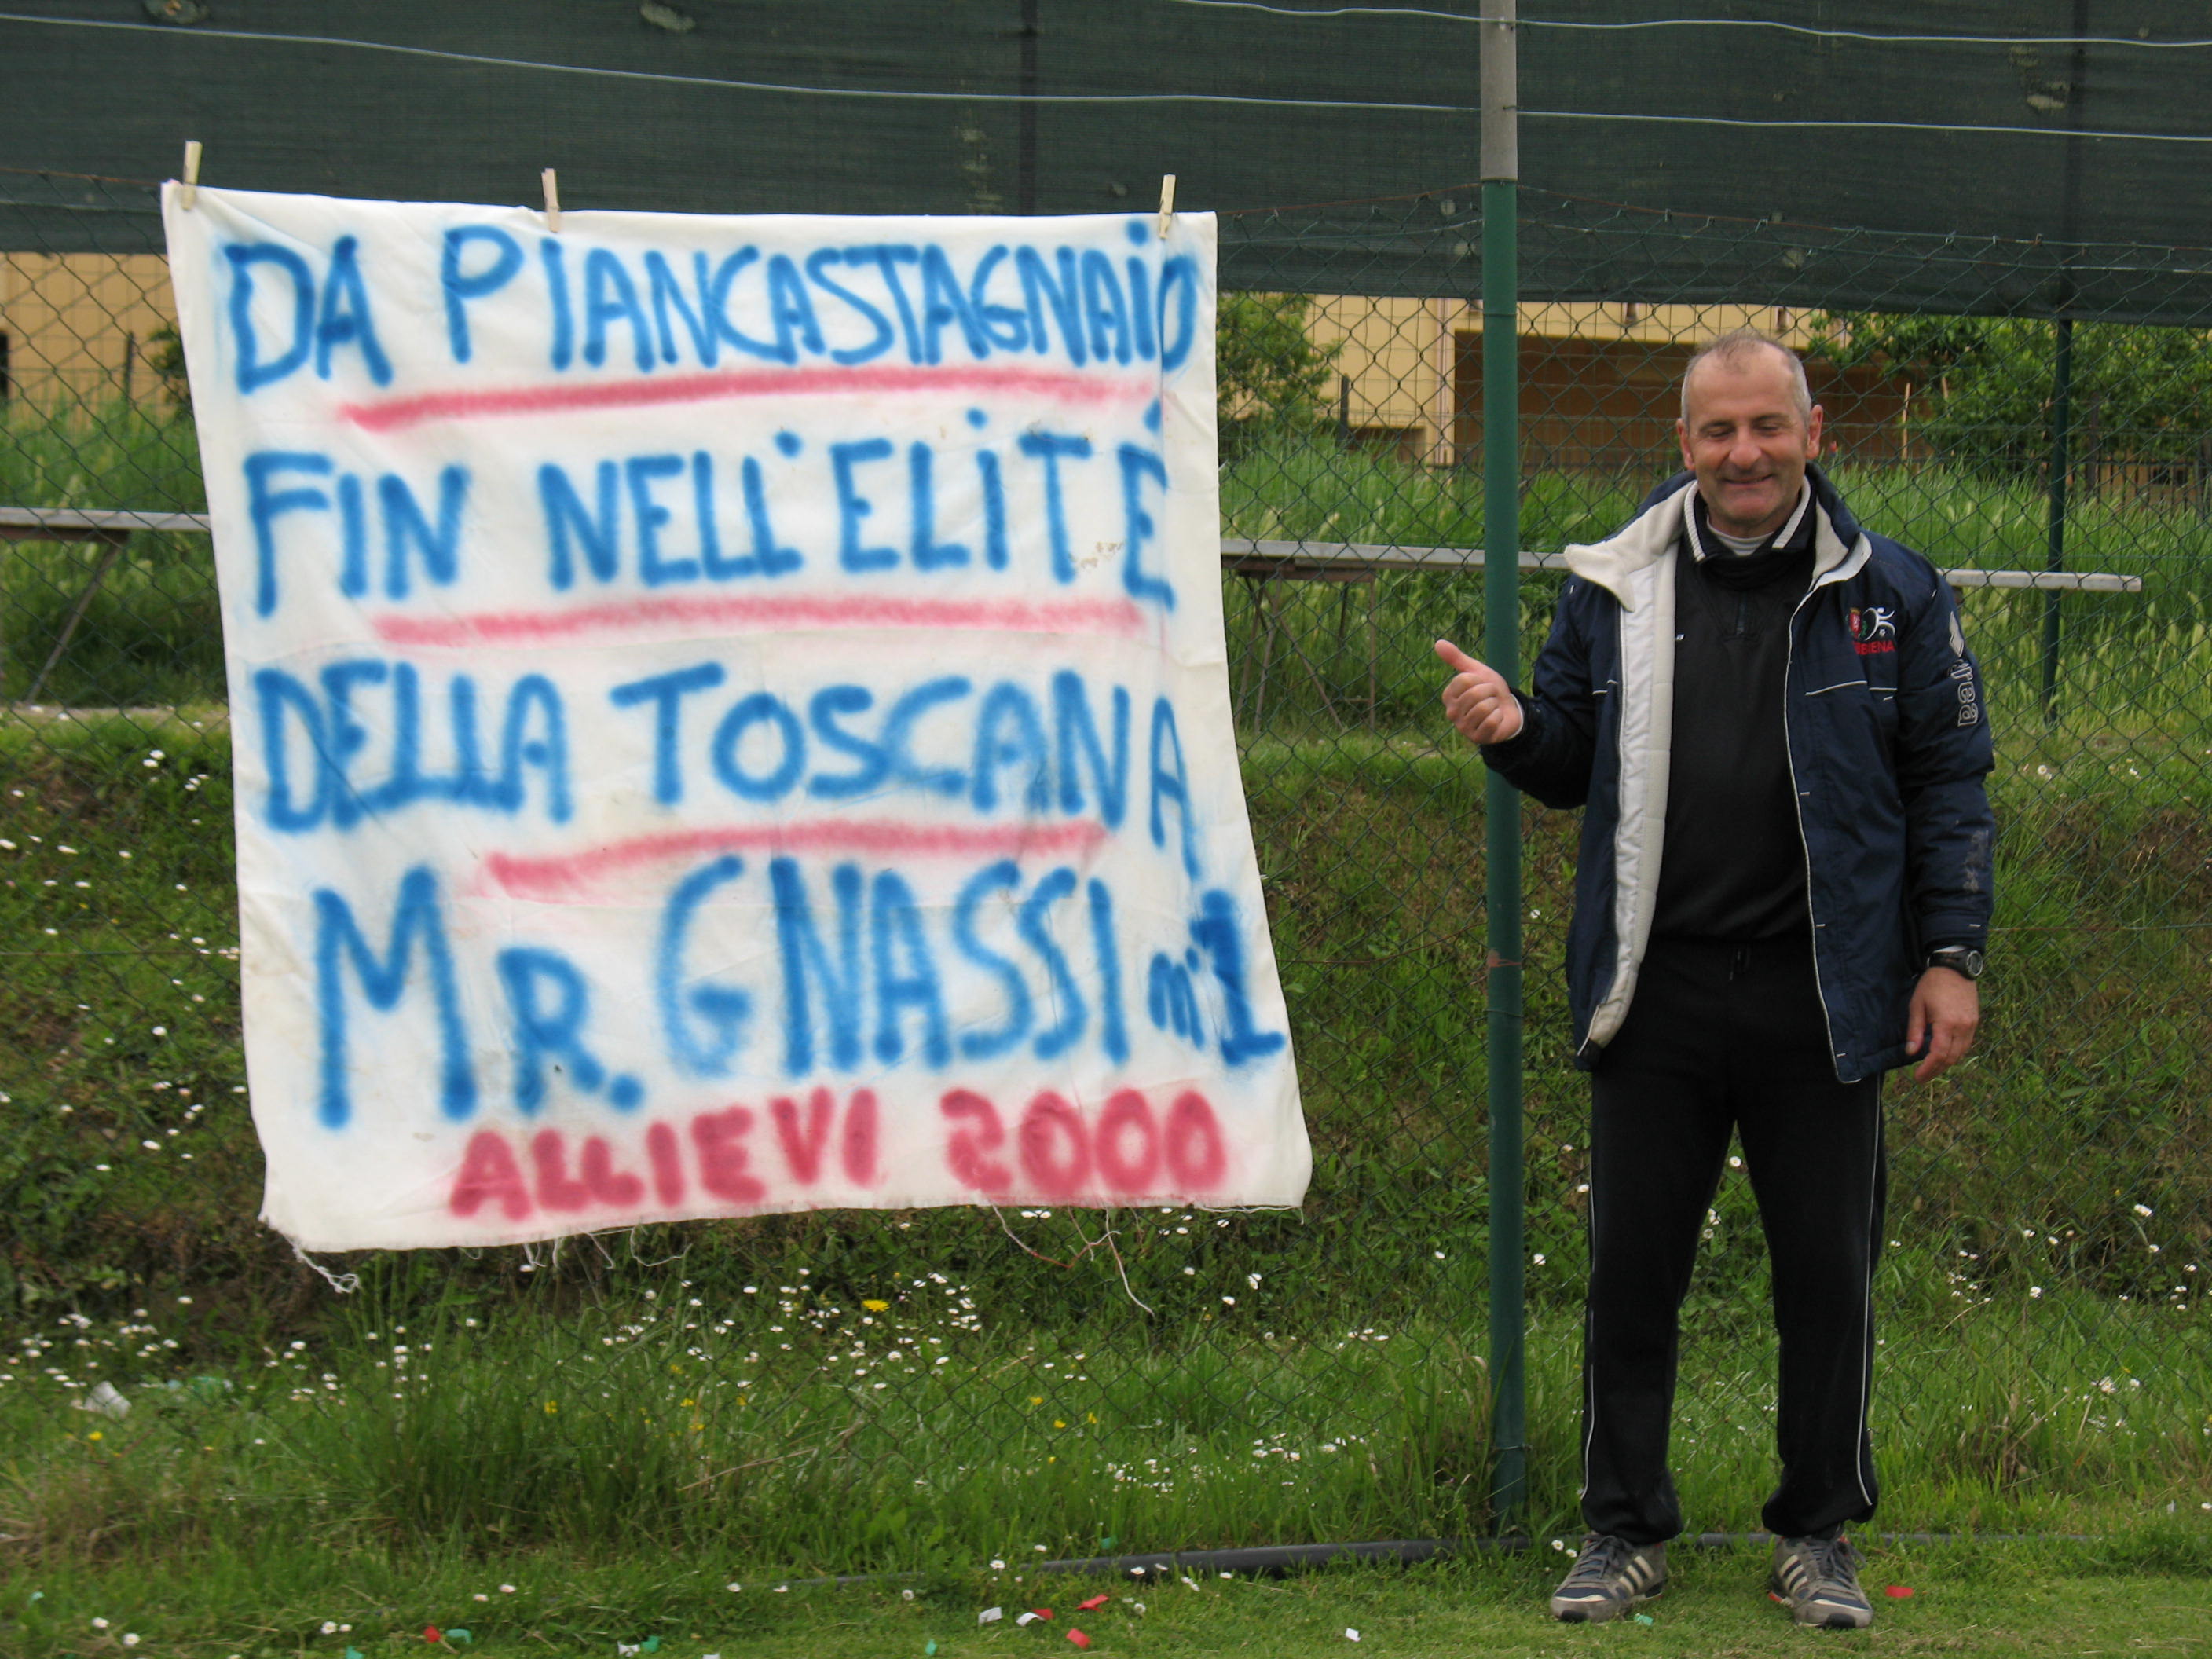 DA PIANCASTAGNAiO
FIN NELL'ELiTÉ
DELLA TOSCANA
MR. GNASSI n°1
ALLIEVI 2000